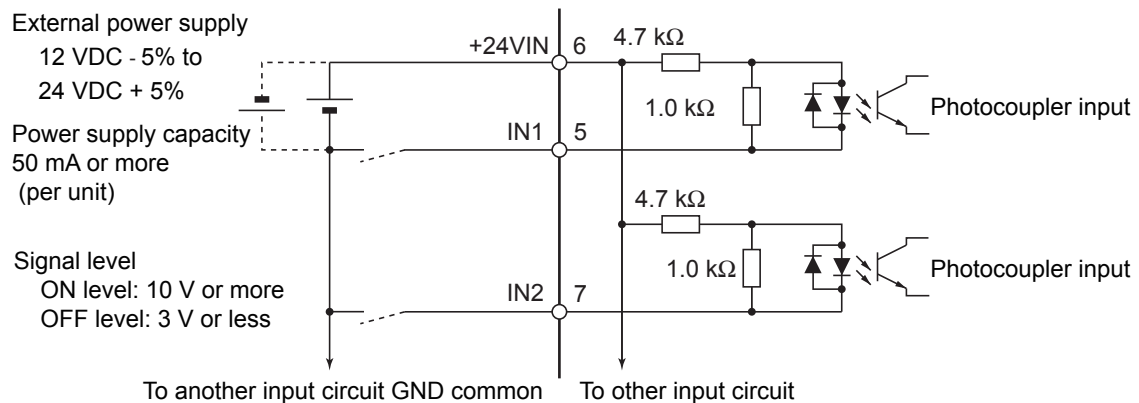 External power supply
12 VDC - 5% to
24 VDC + 5%
Power supply capacity
50 mA or more
(per unit)
Signal level
ON level: 10 V or more
OFF level: 3 V or less
+24VIN 6
4.7 kΩ
1.0 kΩ
Photocoupler input
IN1 5
4.7 kΩ
1.0 kΩ
Photocoupler input
IN2 7
To another input circuit GND common
To other input circuit